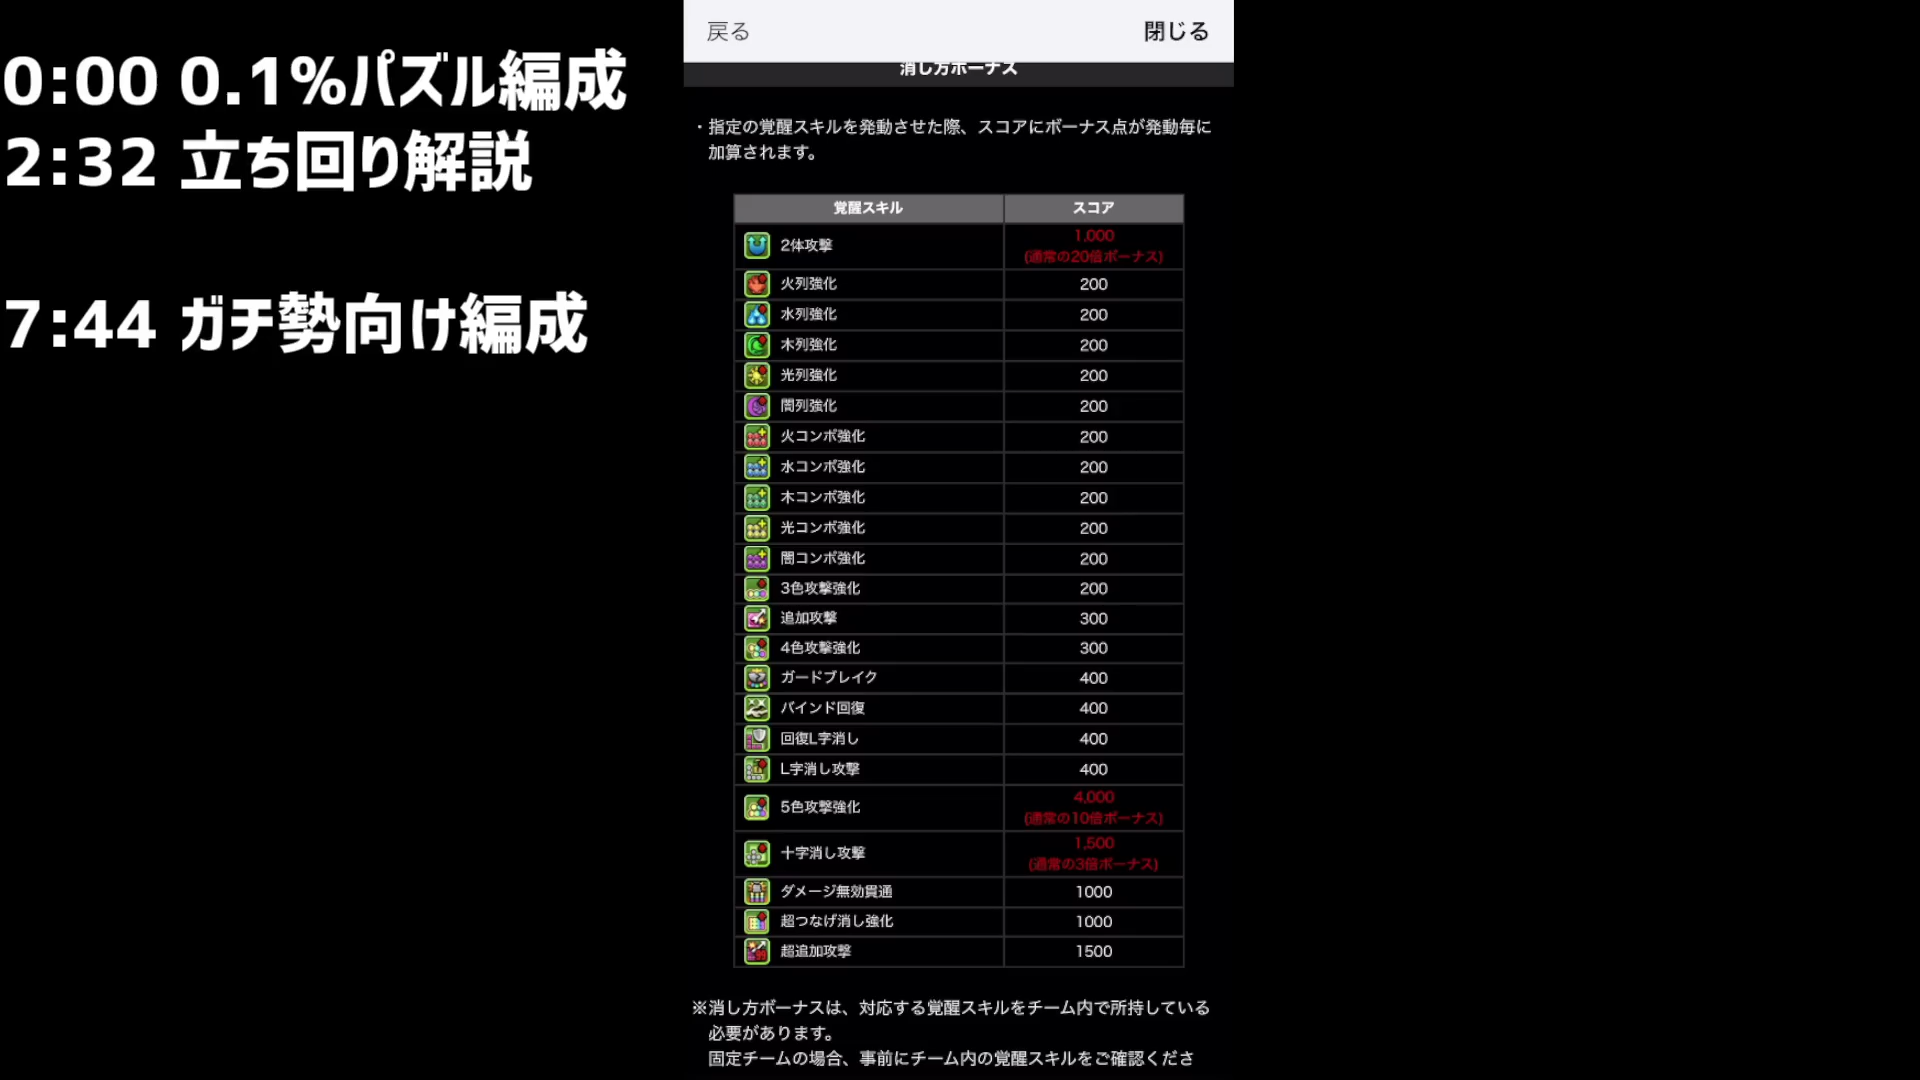 0:00 0.1%パズル編成
2:32 立ち回り解説
7:44 ガチ勢向け編成
戻る 閉じる
消し方ボーナス
・指定の覚醒スキルを発動させた際、スコアにボーナス点が発動毎に
加算されます。
覚醒スキル スコア
2体攻撃 1,000
(通常の20倍ボーナス)
火列強化 200
水列強化 200
木列強化 200
光列強化 200
闇列強化 200
火コンボ強化 200
水コンボ強化 200
木コンボ強化 200
光コンボ強化 200
闇コンボ強化 200
3色攻撃強化 200
追加攻撃 300
4色攻撃強化 300
ガードブレイク 400
バインド回復 400
回復L字消し 400
L字消し攻撃 400
5色攻撃強化 4,000
(通常の10倍ボーナス)
十字消し攻撃 1,500
(通常の3倍ボーナス)
ダメージ無効貫通 1000
超つなげ消し強化 1000
超追加攻撃 1500
※消し方ボーナスは、対応する覚醒スキルをチーム内で所持している
必要があります。
固定チームの場合、事前にチーム内の覚醒スキルをご確認くださ